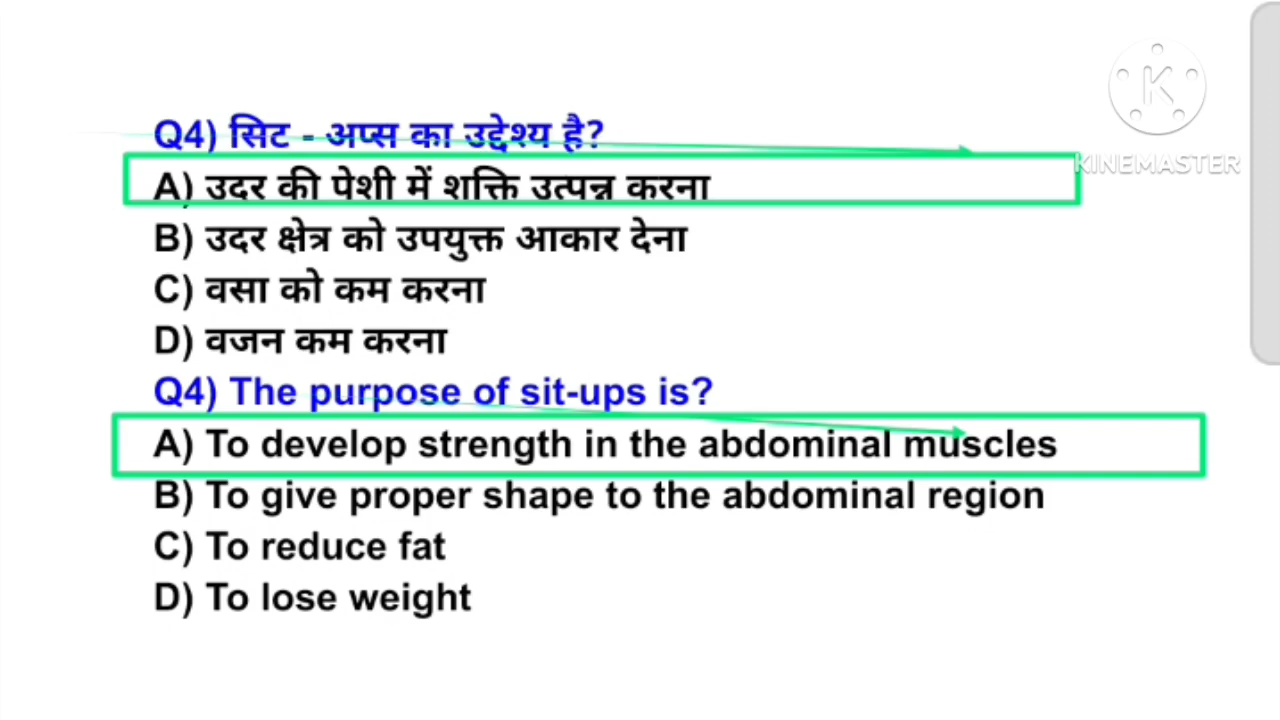 KINEMASTER
Q4) सिट - अप्स का उद्देश्य है?
A) उदर की पेशी में शक्ति उत्पन्न करना
B) उदर क्षेत्र को उपयुक्त आकार देना
C) वसा को कम करना
D) वजन कम करना
Q4) The purpose of sit-ups is?
A) To develop strength in the abdominal muscles
B) To give proper shape to the abdominal region
C) To reduce fat
D) To lose weight